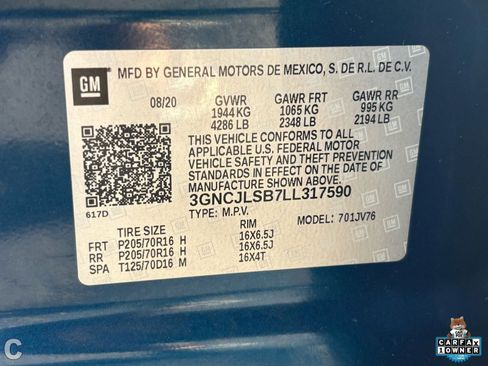 GM
MFD BY GENERAL MOTORS DE MEXICO, S. DE R.L. DE C.V.
08/20 GVWR GAWR FRT GAWR RR
1944 KG 1065 KG 995 KG
4286 LB 2348 LB 2194 LB
THIS VEHICLE CONFORMS TO ALL
APPLICABLE U.S. FEDERAL MOTOR
VEHICLE SAFETY AND THEFT PREVENTION
STANDARDS IN EFFECT ON THE DATE OF
MANUFACTURE SHOWN ABOVE.
617D
3GNCJLSB7LL317590
TYPE: M.P.V. MODEL: 701JV76
TIRE SIZE RIM
FRT P205/70R16 H 16X6.5J
RR P205/70R16 H 16X6.5J
SPA T125/70D16 M 16X4T
C
CARFAX
1 OWNER